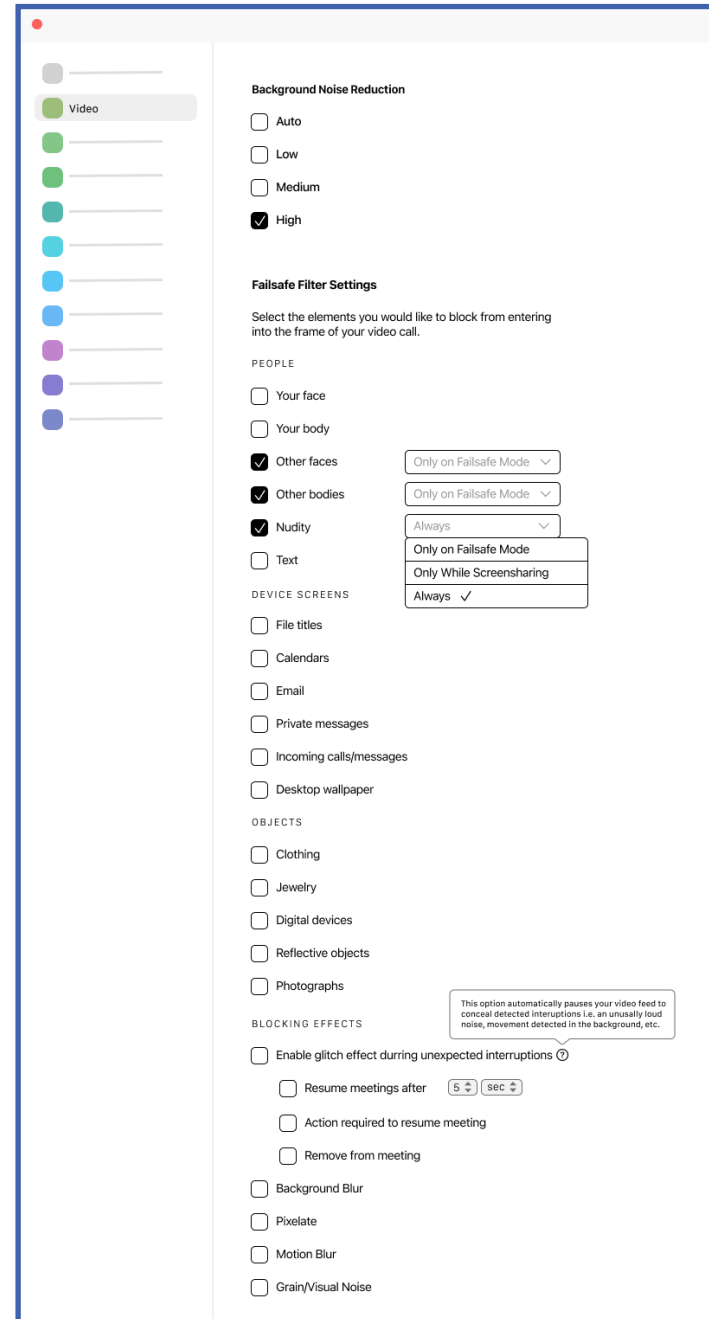 Video
Background Noise Reduction
Auto
Low
Medium
High
Failsafe Filter Settings
Select the elements you would like to block from entering
into the frame of your video call.
PEOPLE
Your face
Your body
Other faces
Only on Failsafe Mode
Other bodies
Only on Failsafe Mode
Nudity
Always
Only on Failsafe Mode
Text
Only While Screensharing
DEVICE SCREENS
Always
File titles
Calendars
Email
Private messages
Incoming calls/messages
Desktop wallpaper
OBJECTS
Clothing
Jewelry
Digital devices
Reflective objects
Photographs
This option automatically pauses your video feed to
conceal detected interuptions i.e. an unusally loud
noise, movement detected in the background, etc.
BLOCKING EFFECTS
Enable glitch effect durring unexpected interruptions ?
Resume meetings after 5 sec
Action required to resume meeting
Remove from meeting
Background Blur
Pixelate
Motion Blur
Grain/Visual Noise